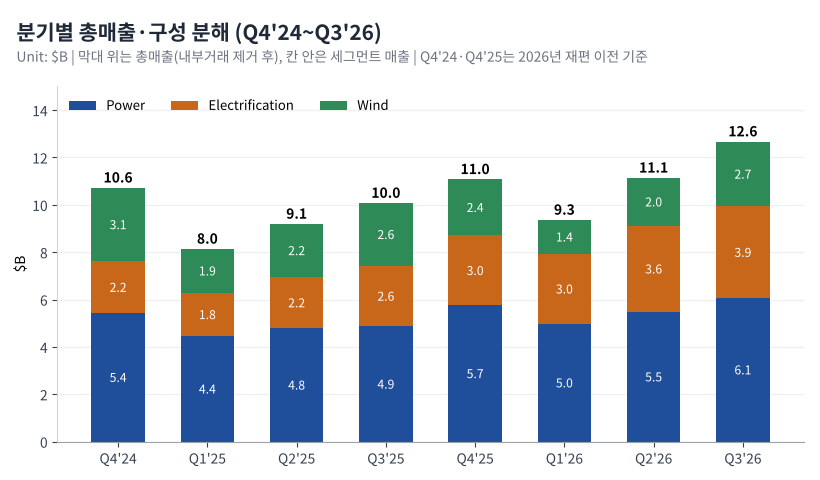 분기별 총매출·구성 분해 (Q4'24~Q3'26)
Unit: $B | 막대 위는 총매출(내부거래 제거 후), 칸 안은 세그먼트 매출 | Q4'24·Q4'25는 2026년 재편 이전 기준
Power Electrification Wind
$B
14
12
10
8
6
4
2
0
10.6 8.0 9.1 10.0 11.0 9.3 11.1 12.6
3.1 1.9 2.2 2.6 2.4 1.4 2.0 2.7
2.2 1.8 2.2 2.6 3.0 3.0 3.6 3.9
5.4 4.4 4.8 4.9 5.7 5.0 5.5 6.1
Q4'24 Q1'25 Q2'25 Q3'25 Q4'25 Q1'26 Q2'26 Q3'26